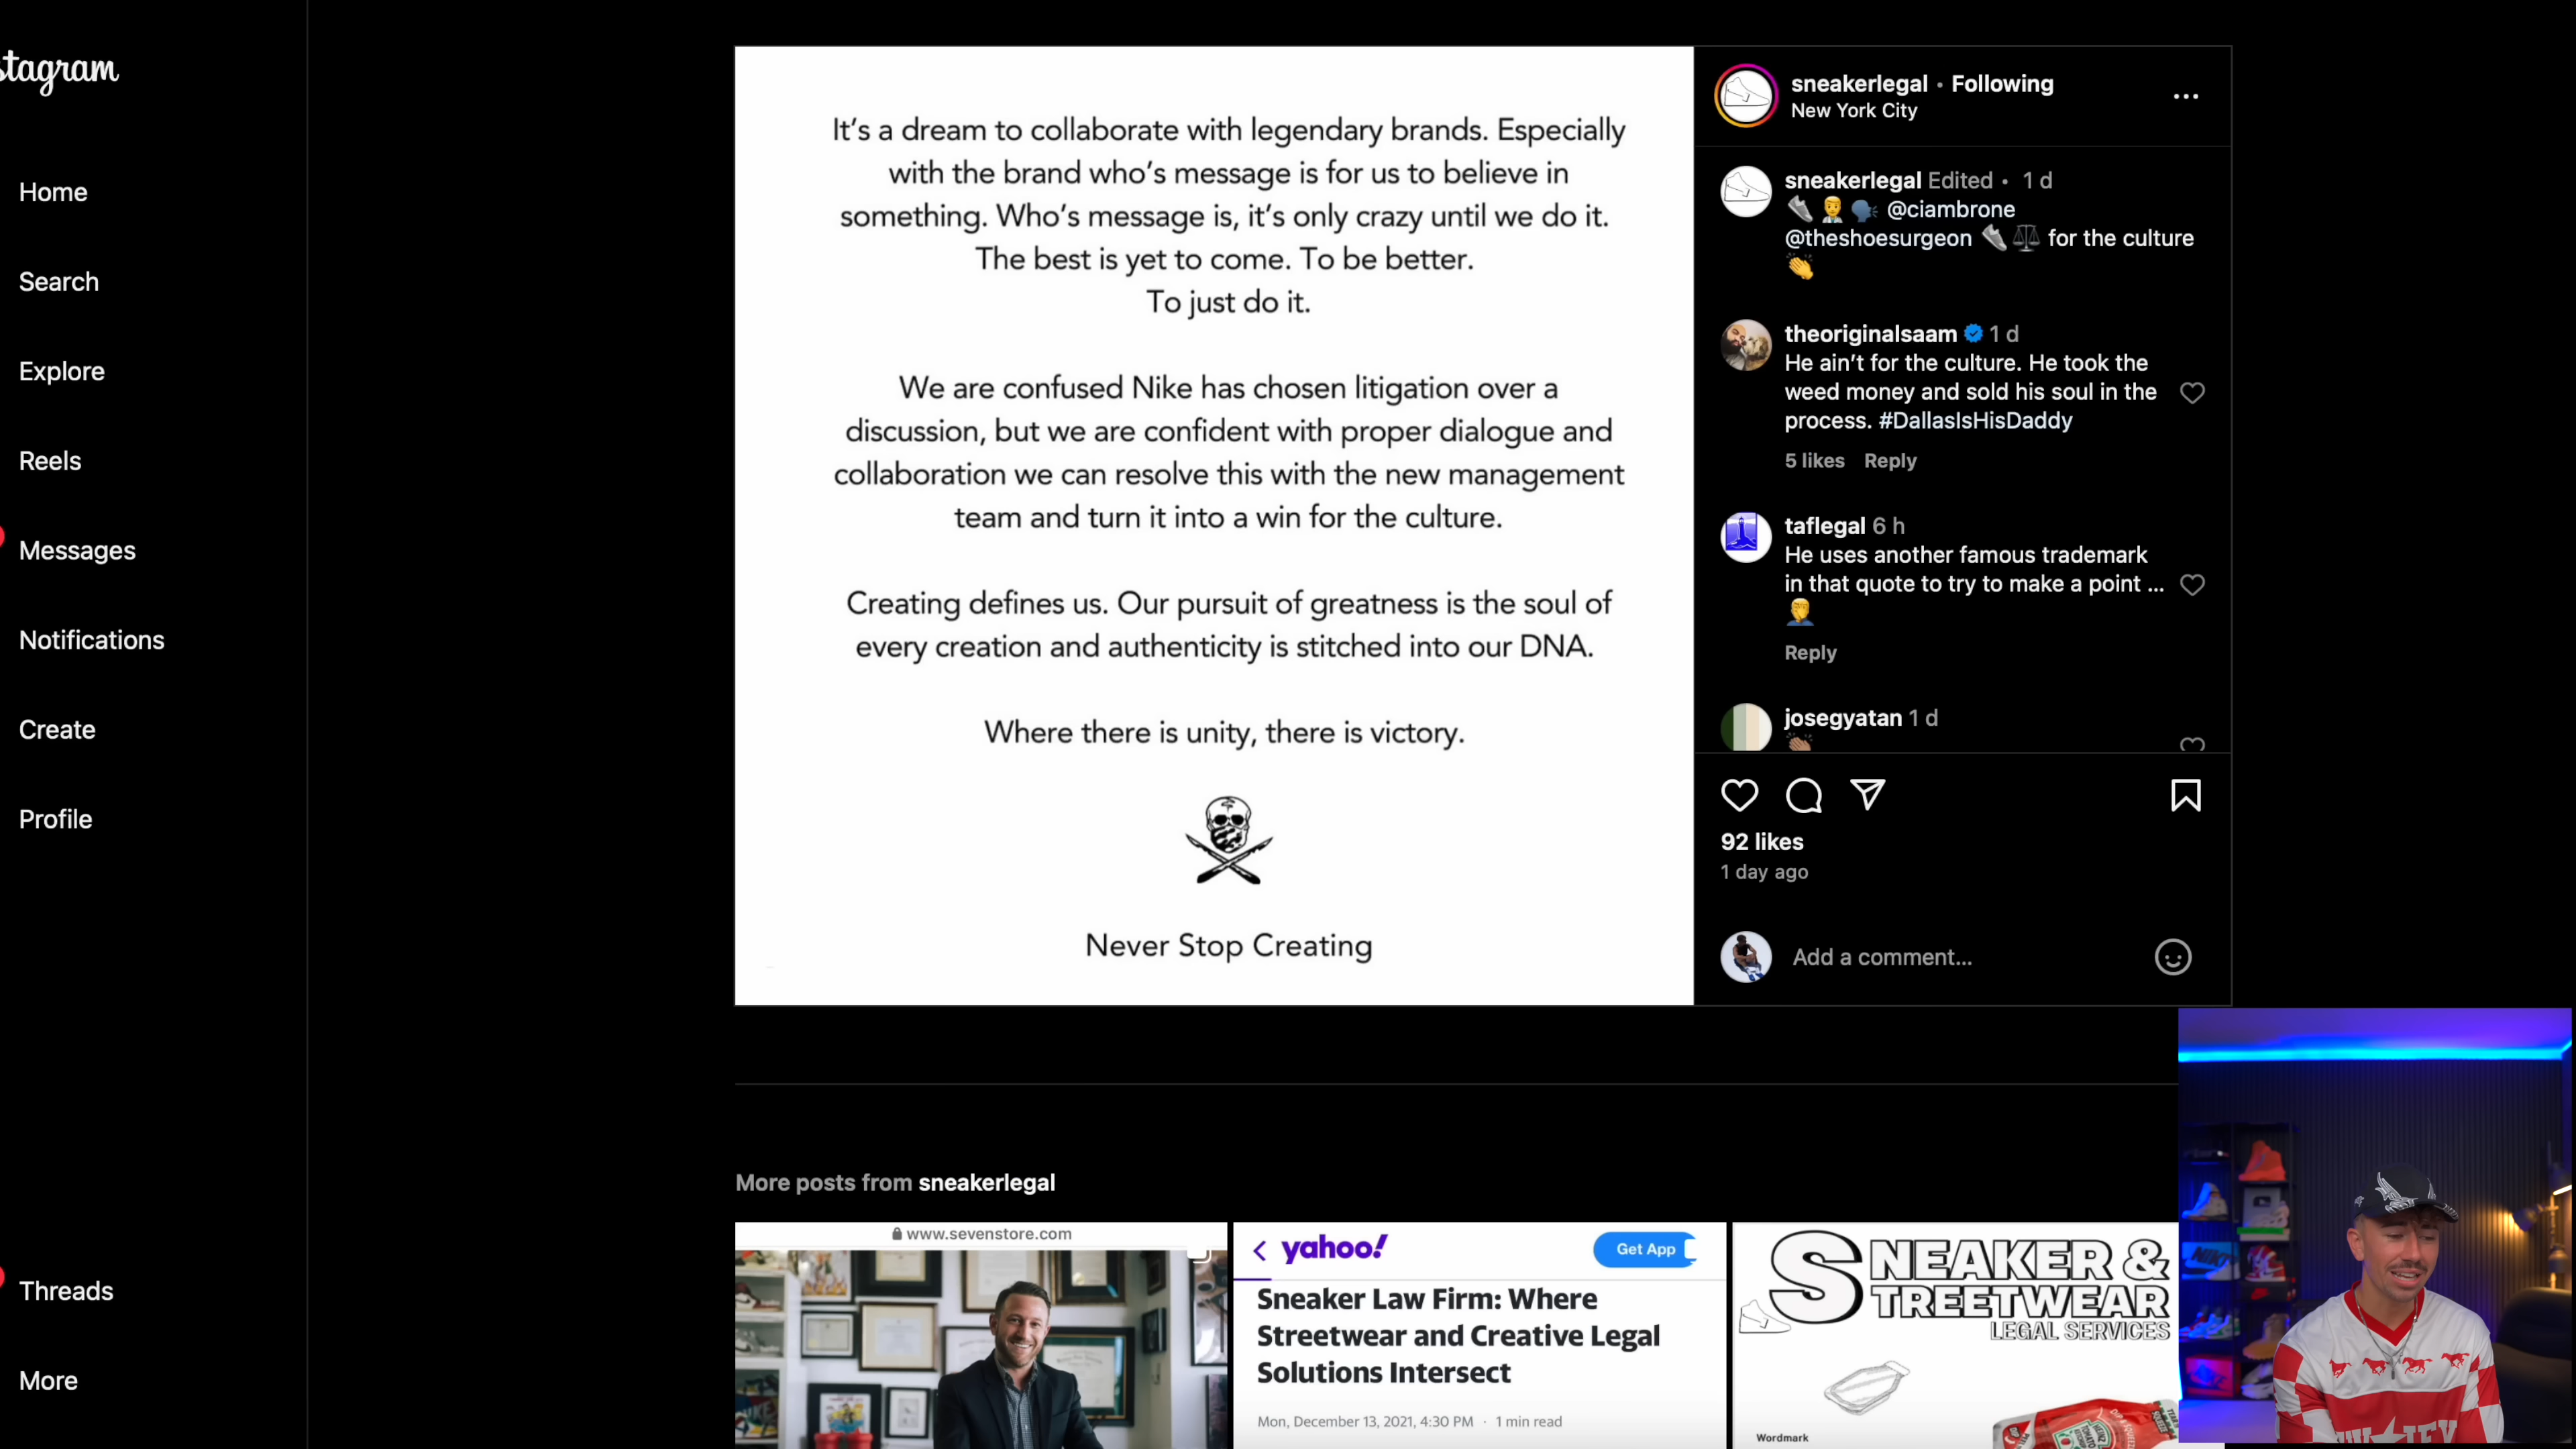 stagram
Home
Search
Explore
Reels
Messages
Notifications
Create
Profile
Threads
More
It's a dream to collaborate with legendary brands. Especially
with the brand who's message is for us to believe in
something. Who's message is, it's only crazy until we do it.
The best is yet to come. To be better.
To just do it.
We are confused Nike has chosen litigation over a
discussion, but we are confident with proper dialogue and
collaboration we can resolve this with the new management
team and turn it into a win for the culture.
Creating defines us. Our pursuit of greatness is the soul of
every creation and authenticity is stitched into our DNA.
Where there is unity, there is victory.
Never Stop Creating
sneakerlegal • Following
New York City
sneakerlegal Edited • 1 d
👟👨‍⚕️🗣️ @ciambrone
@theshoesurgeon 👟⚖️ for the culture
👏
theoriginalsaam 1 d
He ain't for the culture. He took the
weed money and sold his soul in the
process. #DallasIsHisDaddy
5 likes Reply
taflegal 6 h
He uses another famous trademark
in that quote to try to make a point ...
🤦‍♂️
Reply
josegyatan 1 d
👏🏽
92 likes
1 day ago
Add a comment...
More posts from sneakerlegal
www.sevenstore.com
yahoo!
Get App
Sneaker Law Firm: Where
Streetwear and Creative Legal
Solutions Intersect
Mon, December 13, 2021, 4:30 PM · 1 min read
SNEAKER &
STREETWEAR
LEGAL SERVICES
Wordmark
HEINZ
NIKE